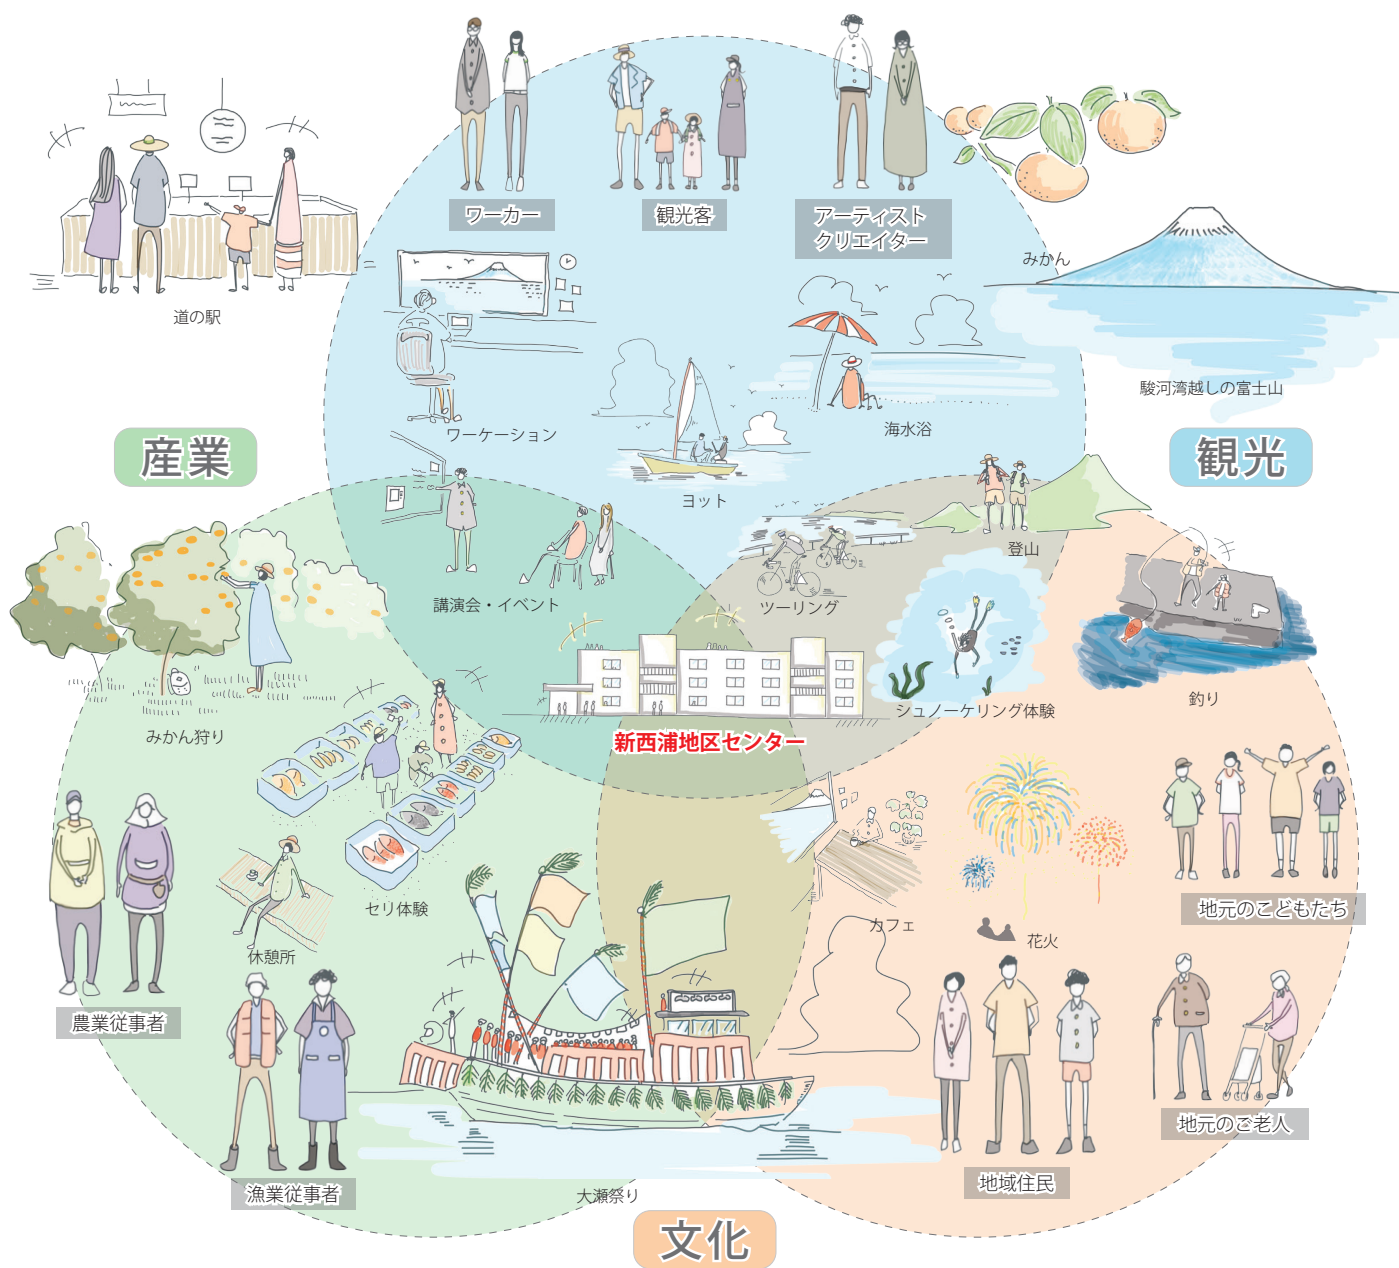 ワーカー
観光客
アーティスト
クリエイター
みかん
道の駅
駿河湾越しの富士山
ワーケーション
海水浴
産業
観光
ヨット
登山
講演会・イベント
ツーリング
釣り
シュノーケリング体験
みかん狩り
新西浦地区センター
セリ体験
カフェ
地元のこどもたち
花火
休憩所
農業従事者
地元のご老人
地域住民
漁業従事者
大瀬祭り
文化